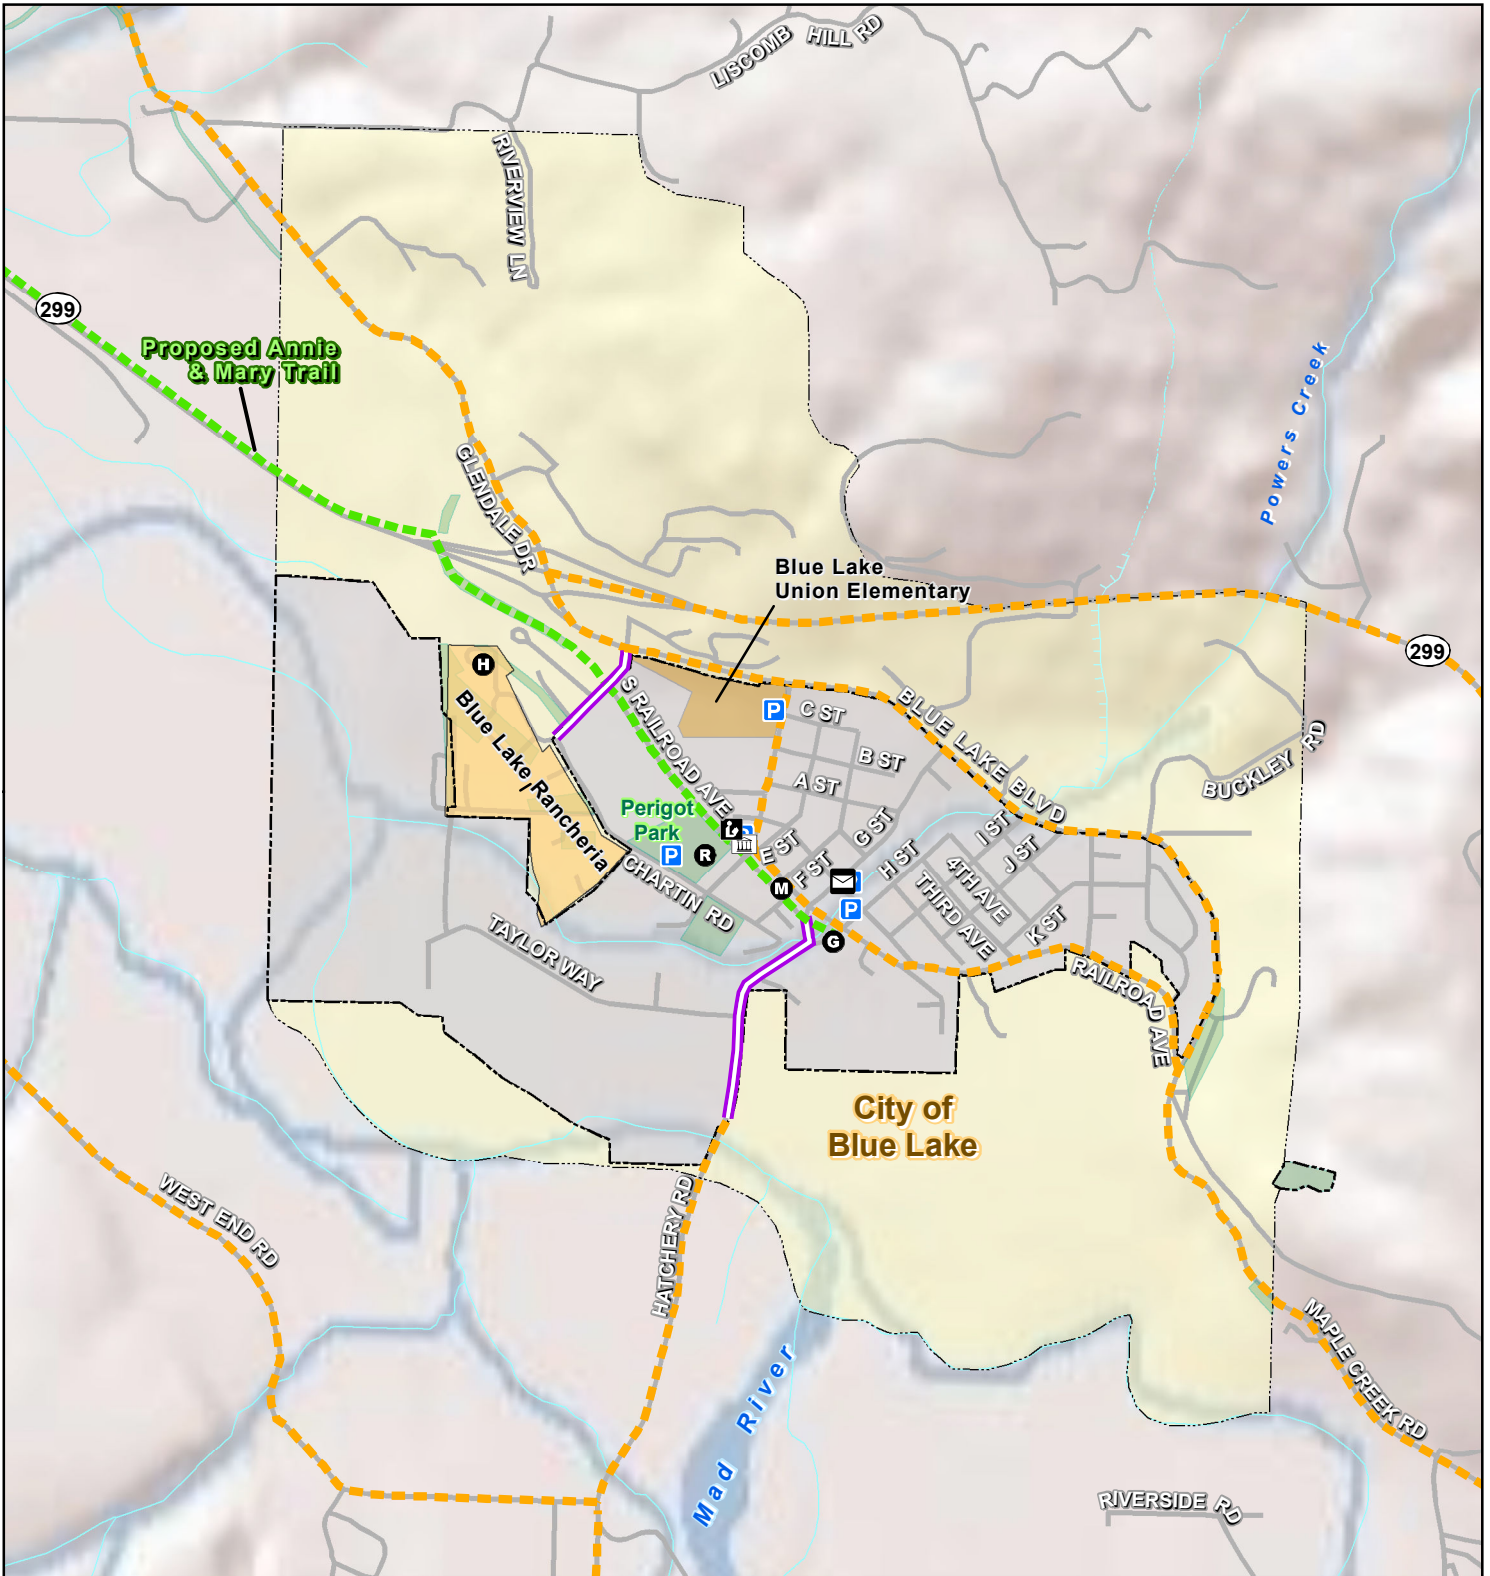 LISCOMB HILL RD
RIVERVIEW LN
299
Proposed Annie
& Mary Trail
Powers Creek
GLENDALE DR
Blue Lake
Union Elementary
299
H
Blue Lake Rancheria
S RAILROAD AVE
P
C ST
BLUE LAKE BLVD
B ST
A ST
BUCKLEY RD
Perigot
Park
P
R
E ST
F ST
G ST
H ST
I ST
J ST
4TH AVE
THIRD AVE
K ST
M
P
G
CHARTIN RD
TAYLOR WAY
RAILROAD AVE
City of
Blue Lake
WEST END RD
HATCHERY RD
MAPLE CREEK RD
Mad River
RIVERSIDE RD